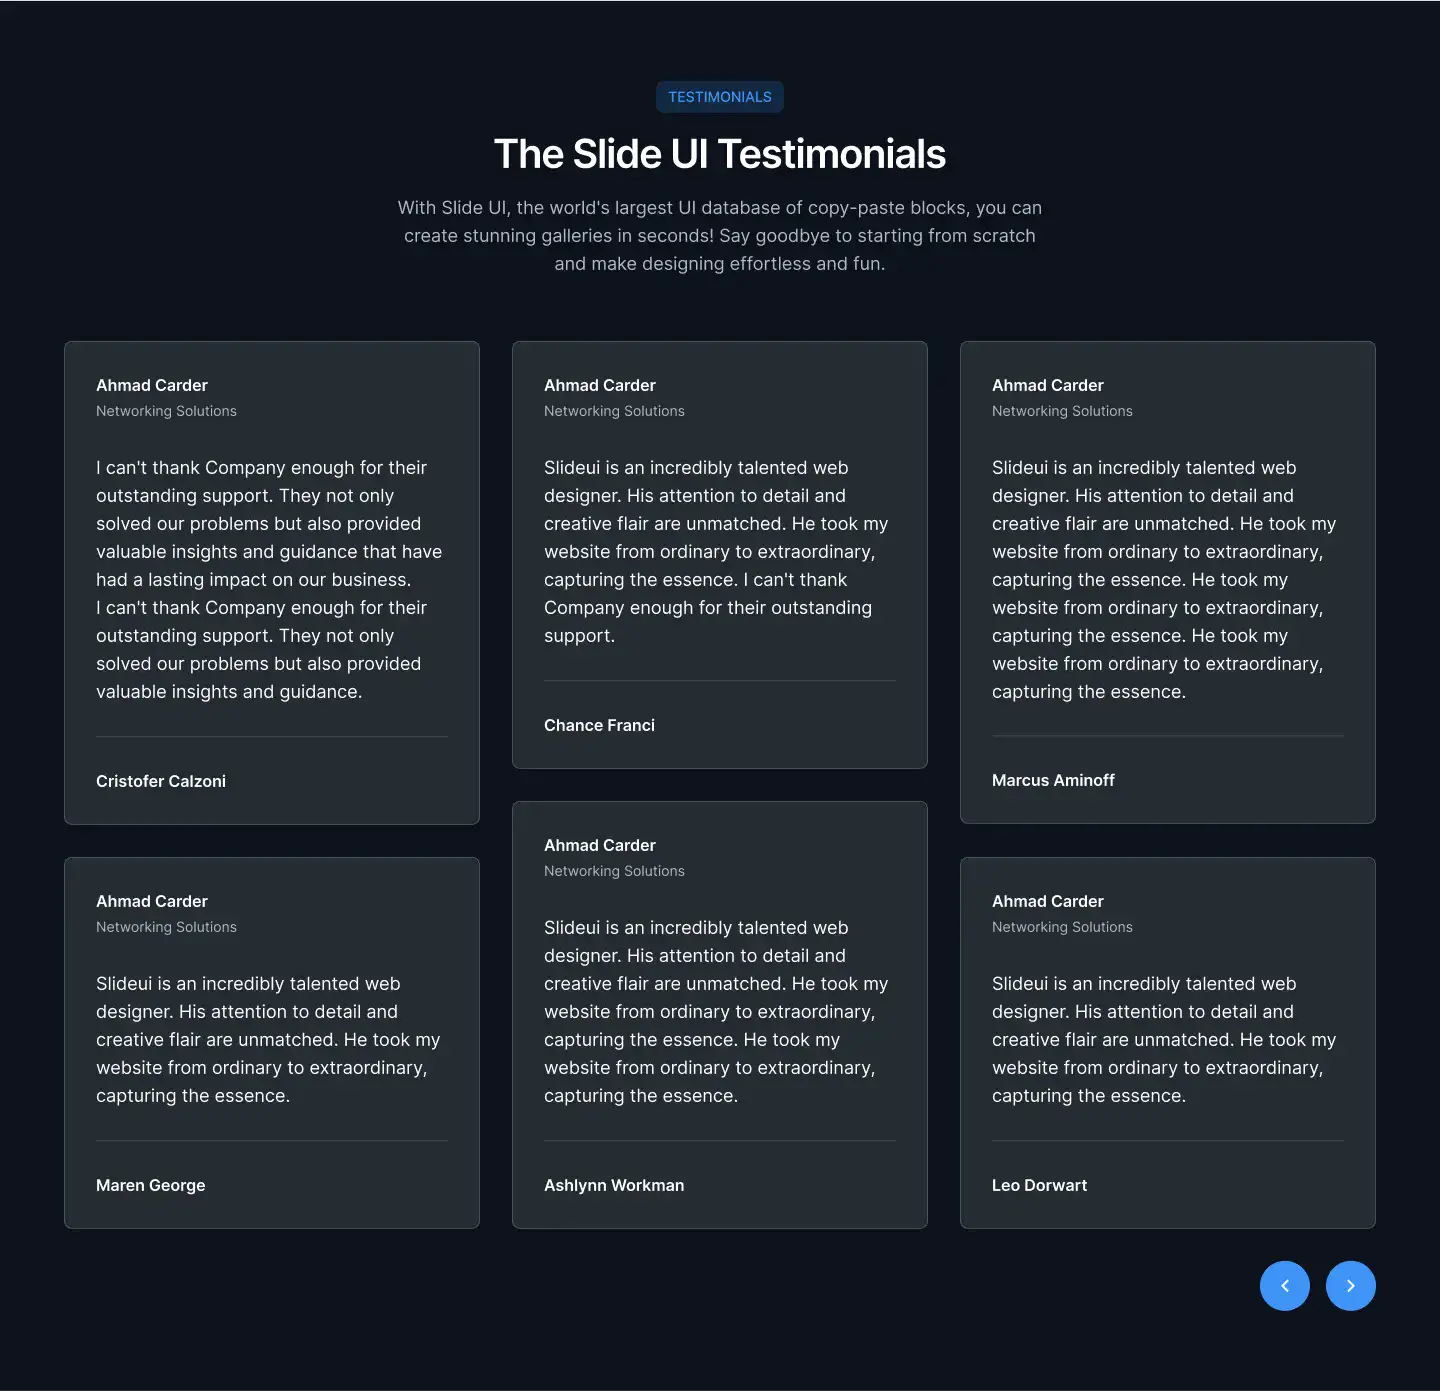 TESTIMONIALS
The Slide UI Testimonials
With Slide UI, the world's largest UI database of copy-paste blocks, you can
create stunning galleries in seconds! Say goodbye to starting from scratch
and make designing effortless and fun.
Ahmad Carder
Networking Solutions
I can't thank Company enough for their
outstanding support. They not only
solved our problems but also provided
valuable insights and guidance that have
had a lasting impact on our business.
I can't thank Company enough for their
outstanding support. They not only
solved our problems but also provided
valuable insights and guidance.
Cristofer Calzoni
Ahmad Carder
Networking Solutions
Slideui is an incredibly talented web
designer. His attention to detail and
creative flair are unmatched. He took my
website from ordinary to extraordinary,
capturing the essence.
Maren George
Ahmad Carder
Networking Solutions
Slideui is an incredibly talented web
designer. His attention to detail and
creative flair are unmatched. He took my
website from ordinary to extraordinary,
capturing the essence. I can't thank
Company enough for their outstanding
support.
Chance Franci
Ahmad Carder
Networking Solutions
Slideui is an incredibly talented web
designer. His attention to detail and
creative flair are unmatched. He took my
website from ordinary to extraordinary,
capturing the essence. He took my
website from ordinary to extraordinary,
capturing the essence.
Ashlynn Workman
Ahmad Carder
Networking Solutions
Slideui is an incredibly talented web
designer. His attention to detail and
creative flair are unmatched. He took my
website from ordinary to extraordinary,
capturing the essence. He took my
website from ordinary to extraordinary,
capturing the essence. He took my
website from ordinary to extraordinary,
capturing the essence.
Marcus Aminoff
Ahmad Carder
Networking Solutions
Slideui is an incredibly talented web
designer. His attention to detail and
creative flair are unmatched. He took my
website from ordinary to extraordinary,
capturing the essence.
Leo Dorwart